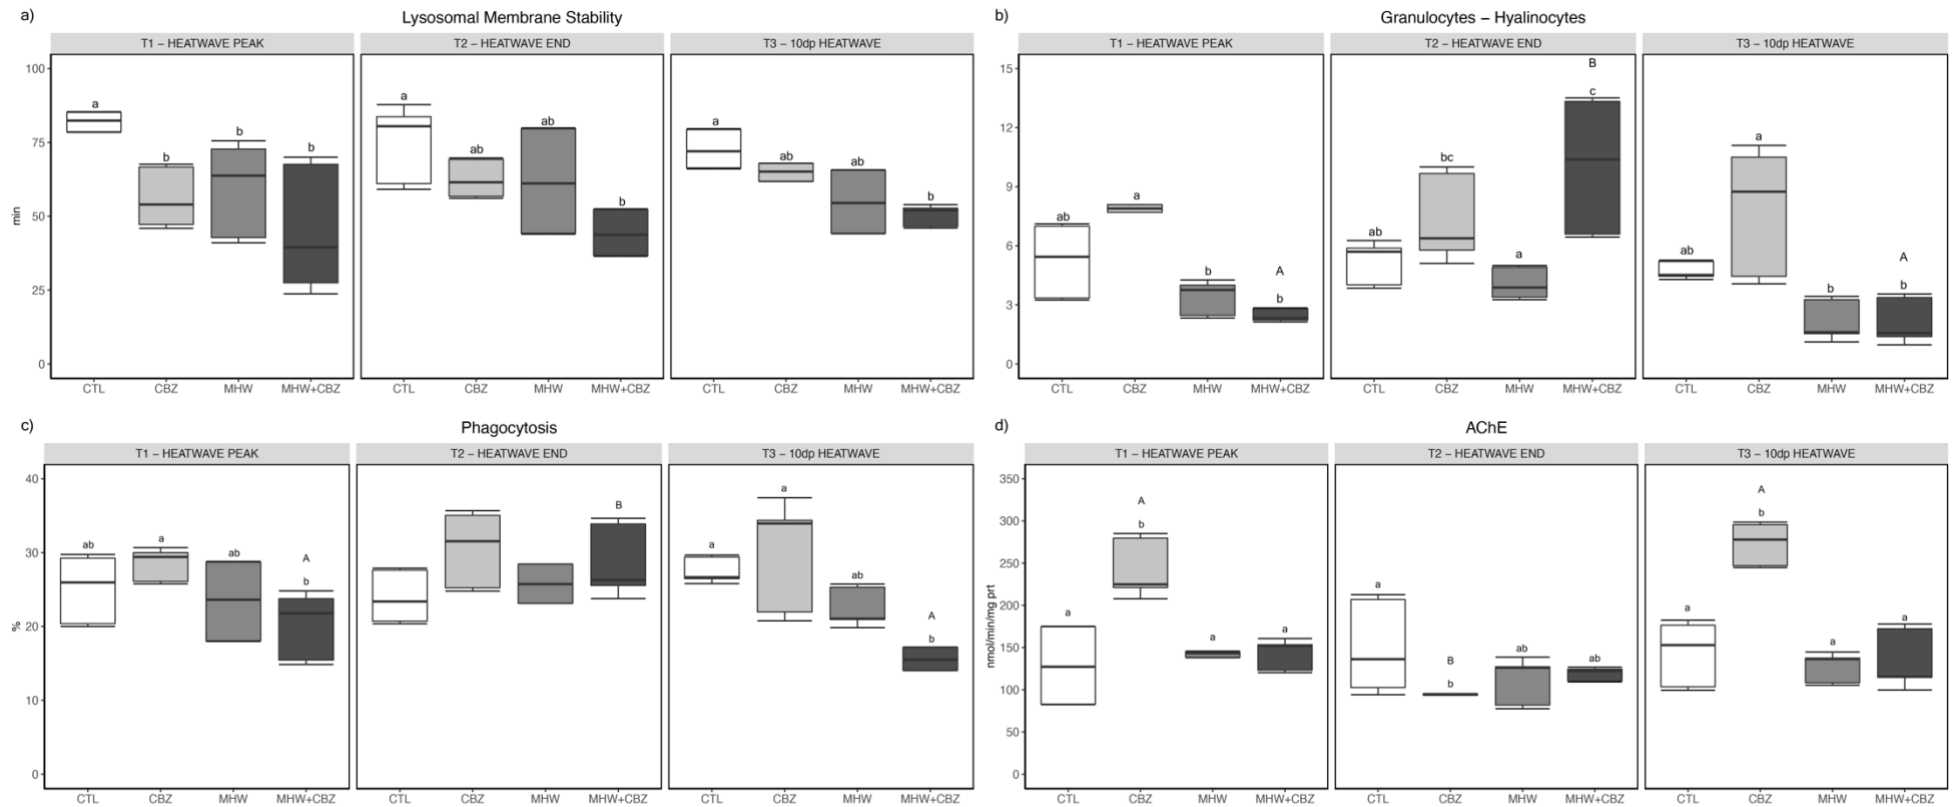 a)
Lysosomal Membrane Stability
T1 – HEATWAVE PEAK
T2 – HEATWAVE END
T3 – 10dp HEATWAVE
min
100
75
50
25
0
a
b
b
b
a
ab
ab
b
a
ab
ab
b
CTL CBZ MHW MHW+CBZ
CTL CBZ MHW MHW+CBZ
CTL CBZ MHW MHW+CBZ
b)
Granulocytes – Hyalinocytes
T1 – HEATWAVE PEAK
T2 – HEATWAVE END
T3 – 10dp HEATWAVE
15
12
9
6
3
0
ab
a
b
A
b
ab
bc
a
B
c
ab
a
b
A
b
CTL CBZ MHW MHW+CBZ
CTL CBZ MHW MHW+CBZ
CTL CBZ MHW MHW+CBZ
c)
Phagocytosis
T1 – HEATWAVE PEAK
T2 – HEATWAVE END
T3 – 10dp HEATWAVE
%
40
30
20
10
0
ab
a
ab
A
b
B
a
a
ab
A
b
CTL CBZ MHW MHW+CBZ
CTL CBZ MHW MHW+CBZ
CTL CBZ MHW MHW+CBZ
d)
AChE
T1 – HEATWAVE PEAK
T2 – HEATWAVE END
T3 – 10dp HEATWAVE
nmol/min/mg prt
350
300
250
200
150
100
50
0
a
A
b
a
a
a
B
b
ab
ab
a
A
b
a
a
CTL CBZ MHW MHW+CBZ
CTL CBZ MHW MHW+CBZ
CTL CBZ MHW MHW+CBZ